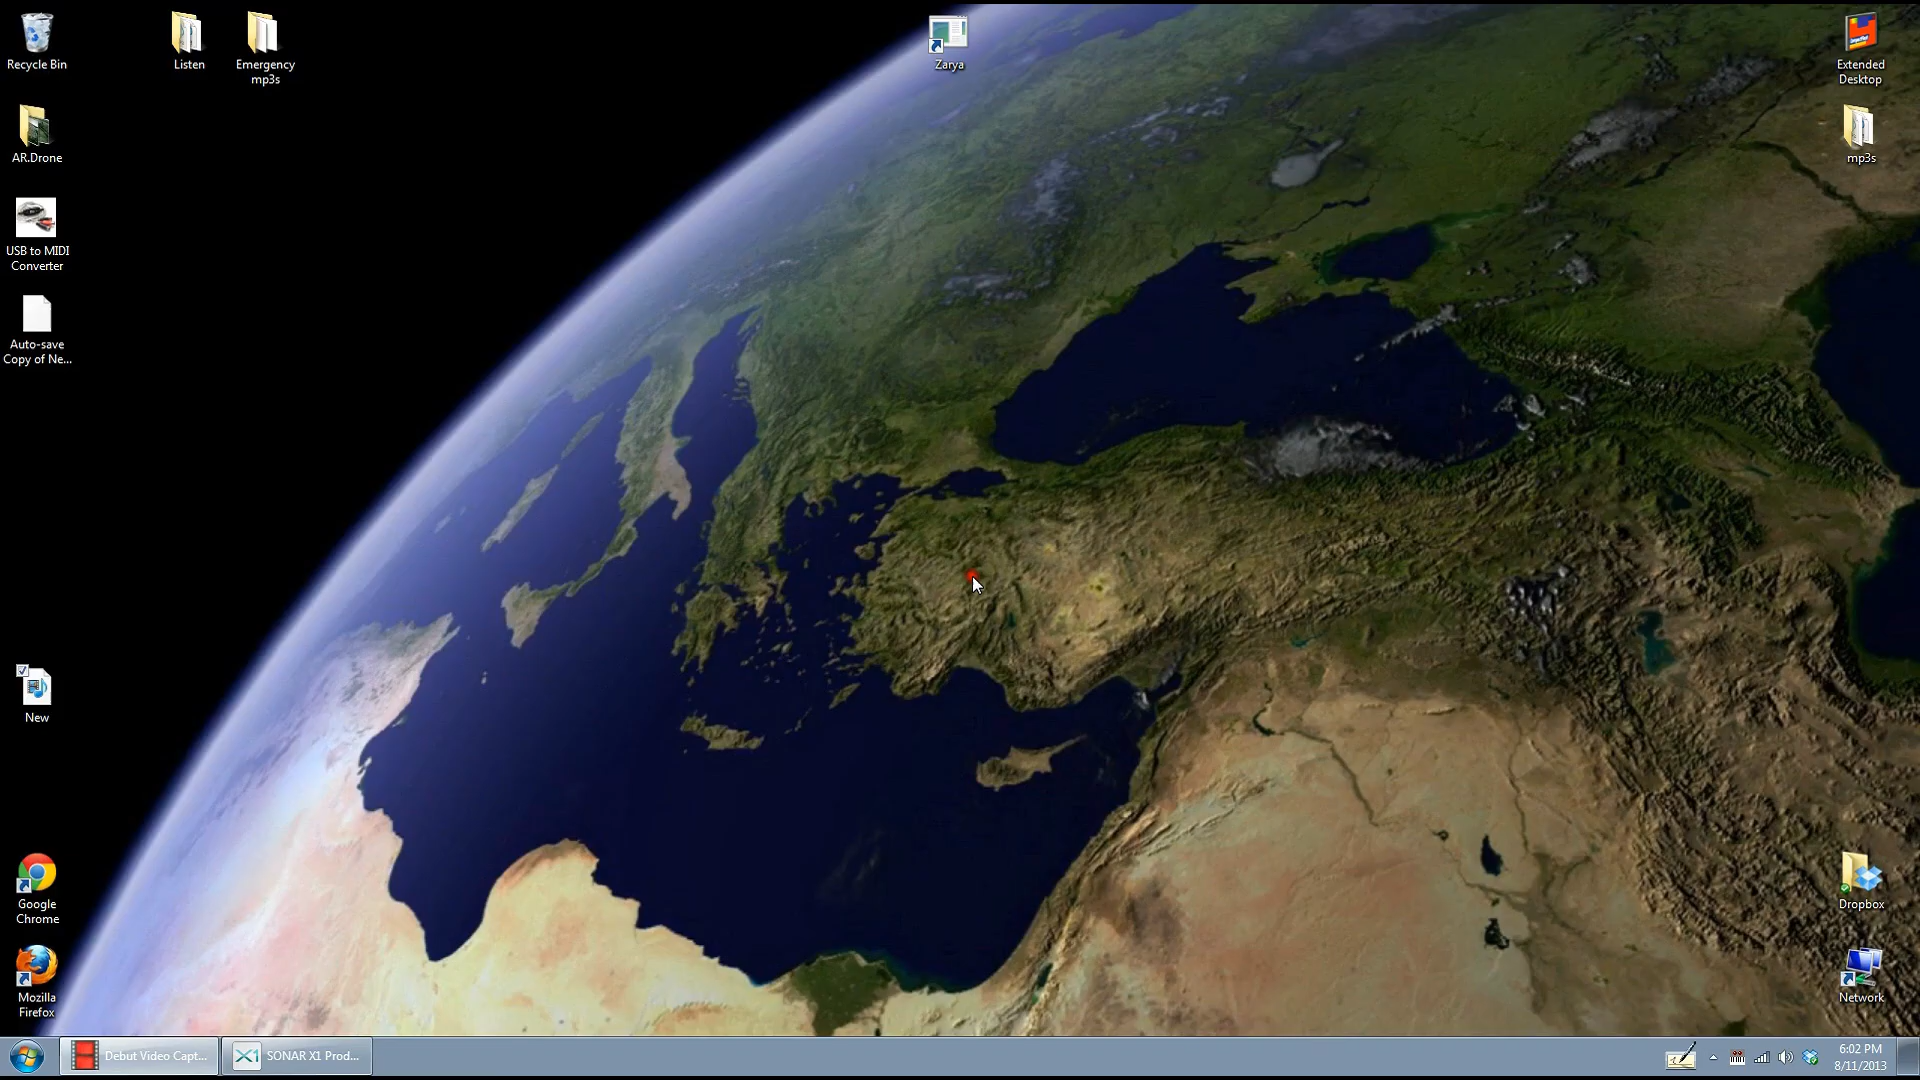 Recycle Bin
Listen
Emergency
mp3s
Zarya
Extended
Desktop
AR.Drone
mp3s
USB to MIDI
Converter
Auto-save
Copy of Ne...
New
Google
Chrome
Dropbox
Mozilla
Firefox
Network
Debut Video Capt...
SONAR X1 Prod...
6:02 PM
8/11/2013